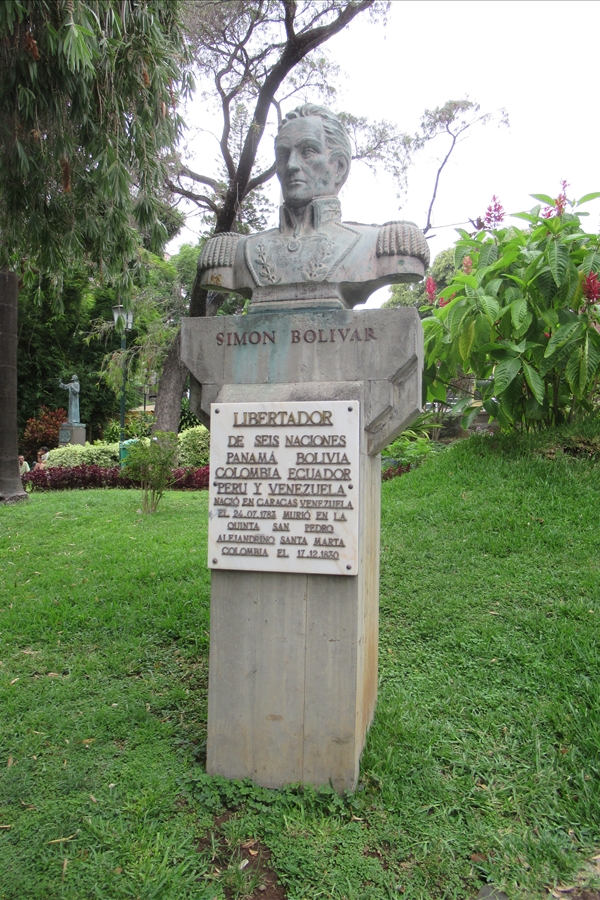 SIMON BOLIVAR
LIBERTADOR
DE SEIS NACIONES
PANAMÁ BOLIVIA
COLOMBIA ECUADOR
PERU Y VENEZUELA
NACIÓ EN CARACAS VENEZUELA
EL 24.07.1783 MURIÓ EN LA
QUINTA SAN PEDRO
ALEJANDRINO SANTA MARTA
COLOMBIA EL 17.12.1830